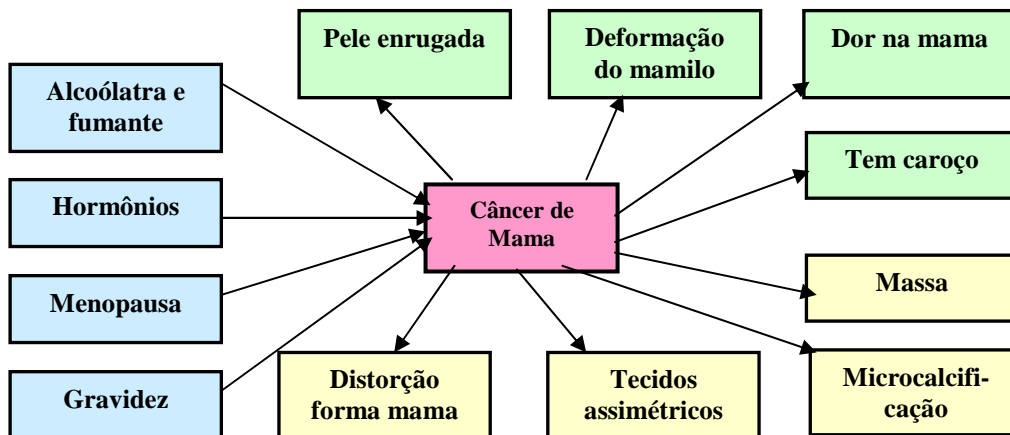 Pele enrugada
Deformação
do mamilo
Dor na mama
Alcoólatra e
fumante
Tem caroço
Hormônios
Câncer de
Mama
Menopausa
Massa
Gravidez
Distorção
forma mama
Tecidos
assimétricos
Microcalcifi-
cação